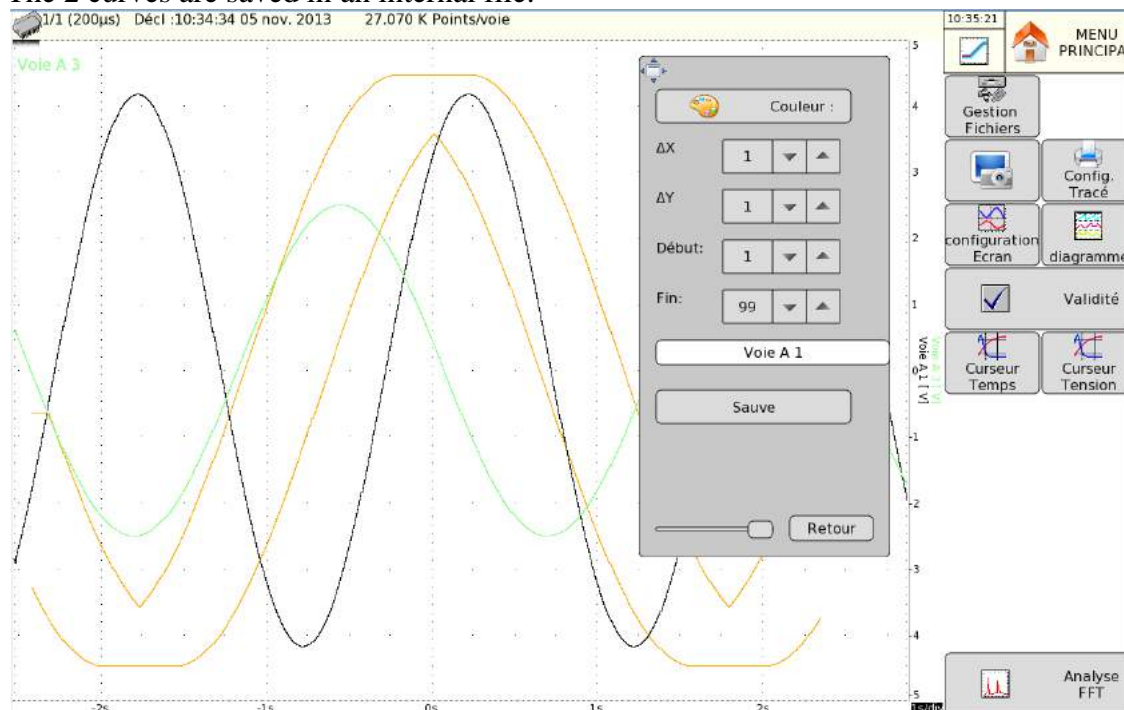 The 2 curves are saved in an internal file.
1/1 (200µs) Décl :10:34:34 05 nov. 2013 27.070 K Points/voie
10:35:21
MENU
PRINCIPA
Voie A 3
Couleur :
ΔX
1
ΔY
1
Début:
1
Fin:
99
Voie A 1
Sauve
Retour
5
4
3
2
1
0
-1
-2
-3
-4
-5
Voie A 1 [ V]
-2s
-1s
0s
1s
2s
1s/div
Gestion
Fichiers
Config.
Tracé
configuration
Ecran
diagramme
Validité
Curseur
Temps
Curseur
Tension
Analyse
FFT